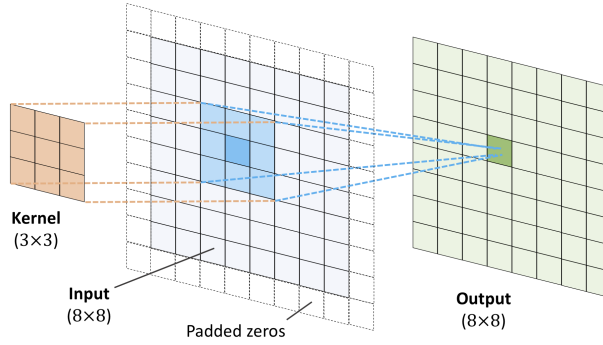 Kernel
(3×3)
Input
(8×8)
Padded zeros
Output
(8×8)